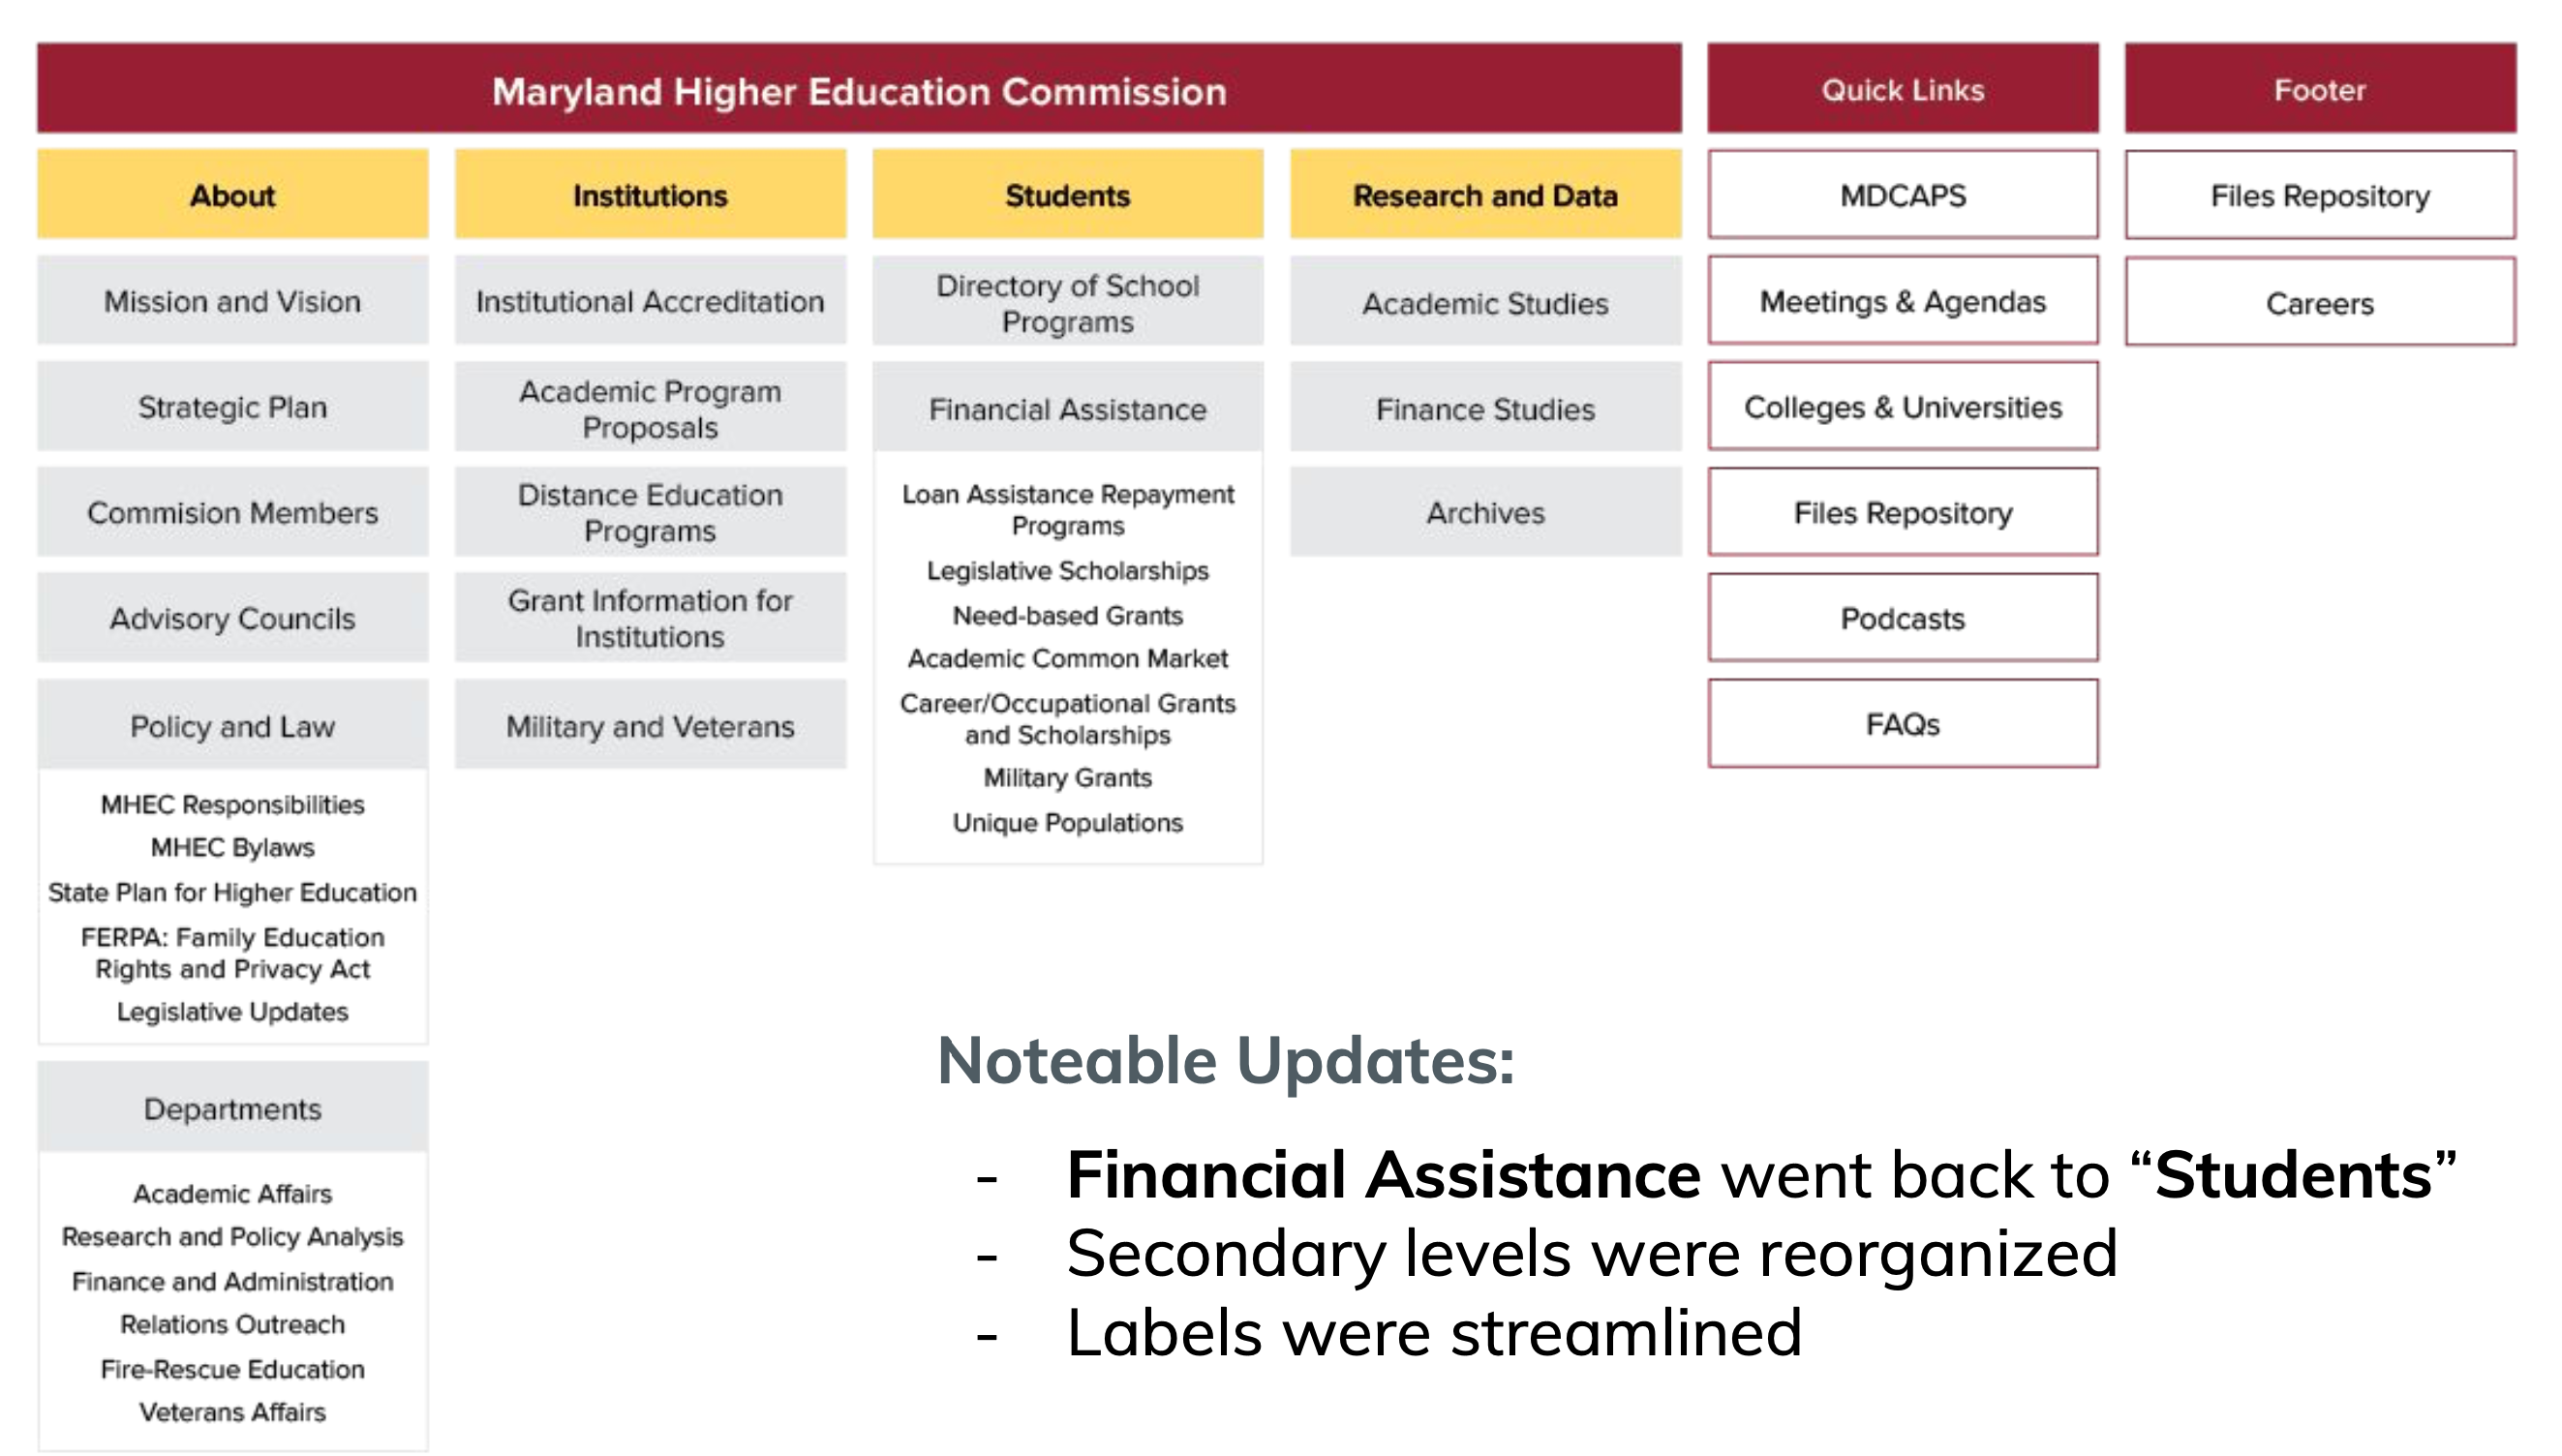 Maryland Higher Education Commission
About
Mission and Vision
Strategic Plan
Commision Members
Advisory Councils
Policy and Law
MHEC Responsibilities
MHEC Bylaws
State Plan for Higher Education
FERPA: Family Education
Rights and Privacy Act
Legislative Updates
Departments
Academic Affairs
Research and Policy Analysis
Finance and Administration
Relations Outreach
Fire-Rescue Education
Veterans Affairs
Institutions
Institutional Accreditation
Academic Program
Proposals
Distance Education
Programs
Grant Information for
Institutions
Military and Veterans
Students
Directory of School
Programs
Financial Assistance
Loan Assistance Repayment
Programs
Legislative Scholarships
Need-based Grants
Academic Common Market
Career/Occupational Grants
and Scholarships
Military Grants
Unique Populations
Research and Data
Academic Studies
Finance Studies
Archives
Quick Links
MDCAPS
Meetings & Agendas
Colleges & Universities
Files Repository
Podcasts
FAQs
Footer
Files Repository
Careers
Noteable Updates:
- Financial Assistance went back to “Students”
- Secondary levels were reorganized
- Labels were streamlined